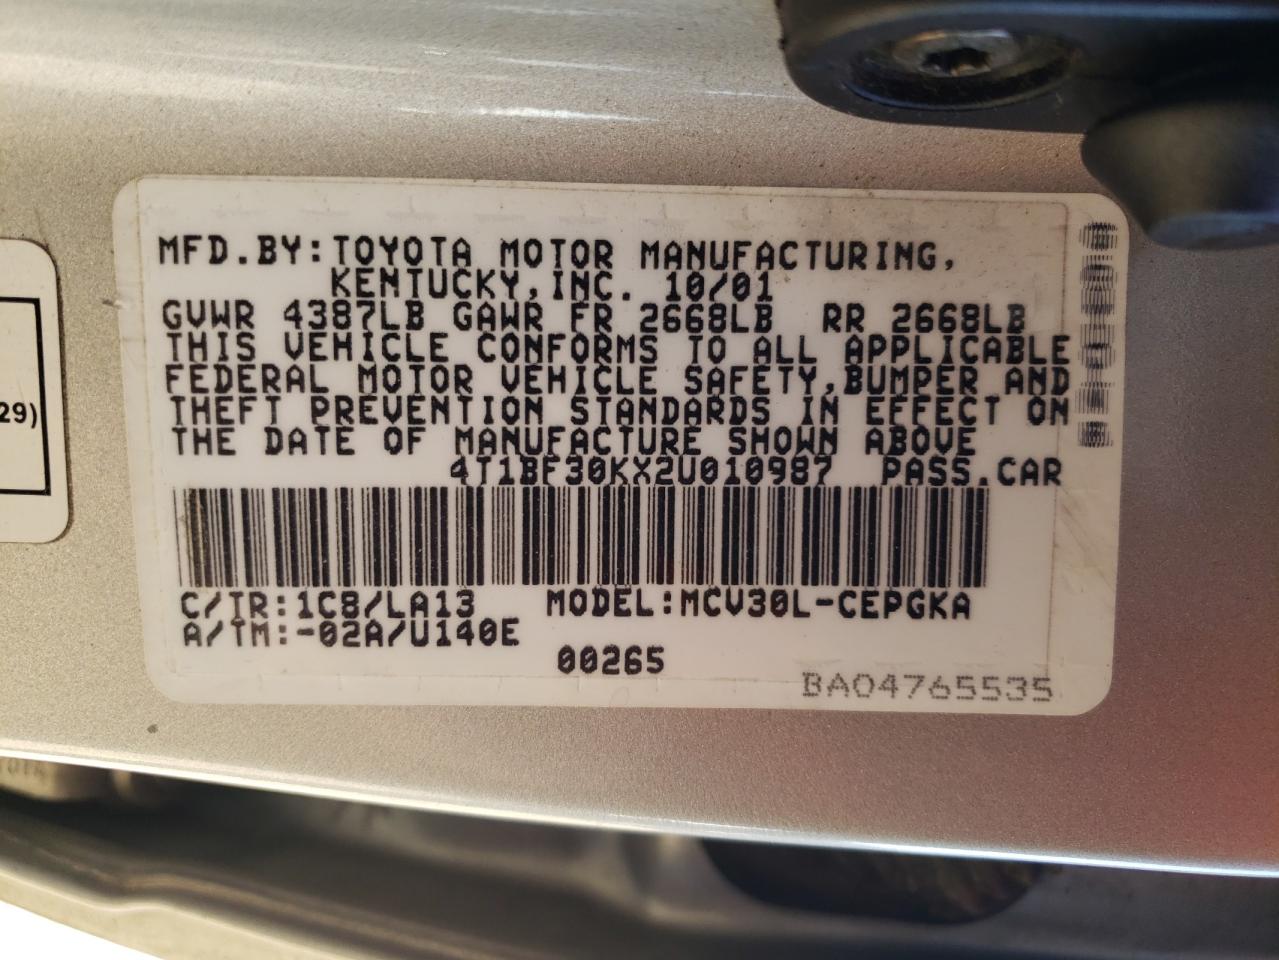 MFD.BY:TOYOTA MOTOR MANUFACTURING,
KENTUCKY,INC. 10/01
GVWR 4387LB GAWR FR 2668LB RR 2668LB
THIS VEHICLE CONFORMS TO ALL APPLICABLE
FEDERAL MOTOR VEHICLE SAFETY,BUMPER AND
THEFT PREVENTION STANDARDS IN EFFECT ON
THE DATE OF MANUFACTURE SHOWN ABOVE
4T1BF30KX2U010987 PASS.CAR
C/TR:1C8/LA13 MODEL:MCV30L-CEPGKA
A/TM:-02A/U140E
00265
BA04765535
29)